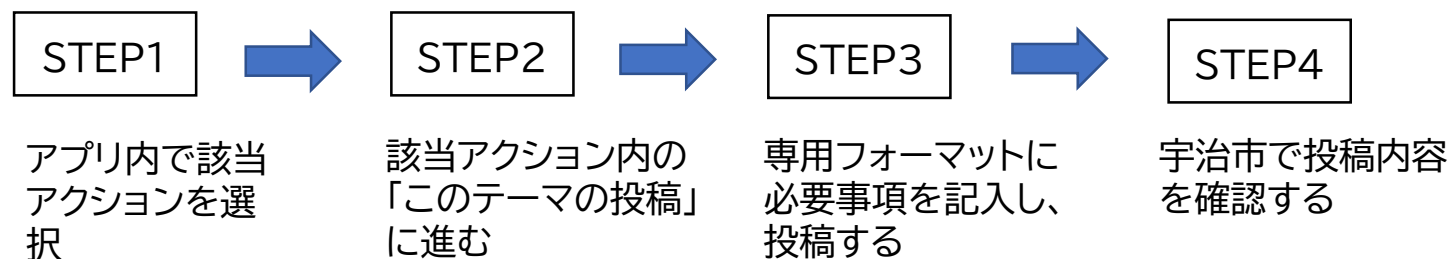 STEP1
STEP2
STEP3
STEP4
アプリ内で該当
アクションを選
択
該当アクション内の
「このテーマの投稿」
に進む
専用フォーマットに
必要事項を記入し、
投稿する
宇治市で投稿内容
を確認する